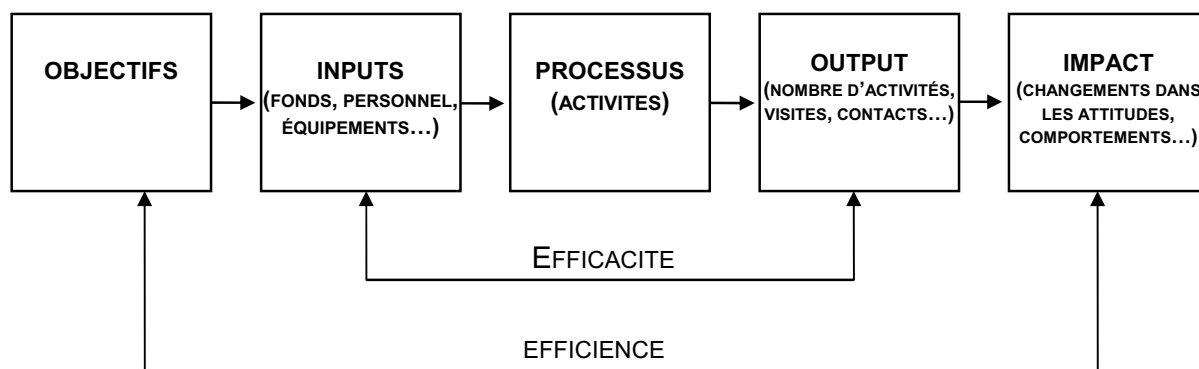 OBJECTIFS
INPUTS
(FONDS, PERSONNEL,
ÉQUIPEMENTS…)
PROCESSUS
(ACTIVITES)
OUTPUT
(NOMBRE D'ACTIVITÉS,
VISITES, CONTACTS…)
IMPACT
(CHANGEMENTS DANS
LES ATTITUDES,
COMPORTEMENTS…)
EFFICACITE
EFFICIENCE